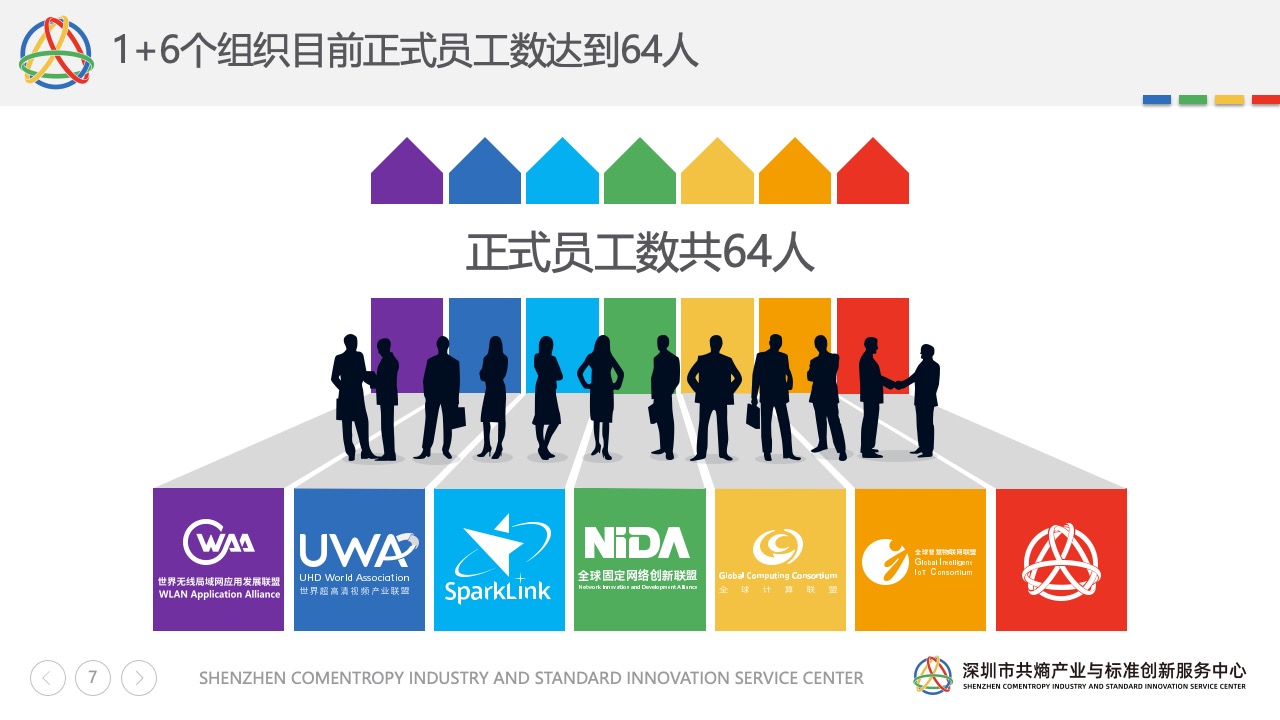 1+6个组织目前正式员工数达到64人
正式员工数共64人
WAA
世界无线局域网应用发展联盟
WLAN Application Alliance
UWA
UHD World Association
世界超高清视频产业联盟
SparkLink
NiDA
全球固定网络创新联盟
Network Innovation and Development Alliance
Global Computing Consortium
全球计算联盟
全球智慧物联网联盟
Global Intelligent
IoT Consortium
7
SHENZHEN COMENTROPY INDUSTRY AND STANDARD INNOVATION SERVICE CENTER
深圳市共熵产业与标准创新服务中心
SHENZHEN COMENTROPY INDUSTRY AND STANDARD INNOVATION SERVICE CENTER